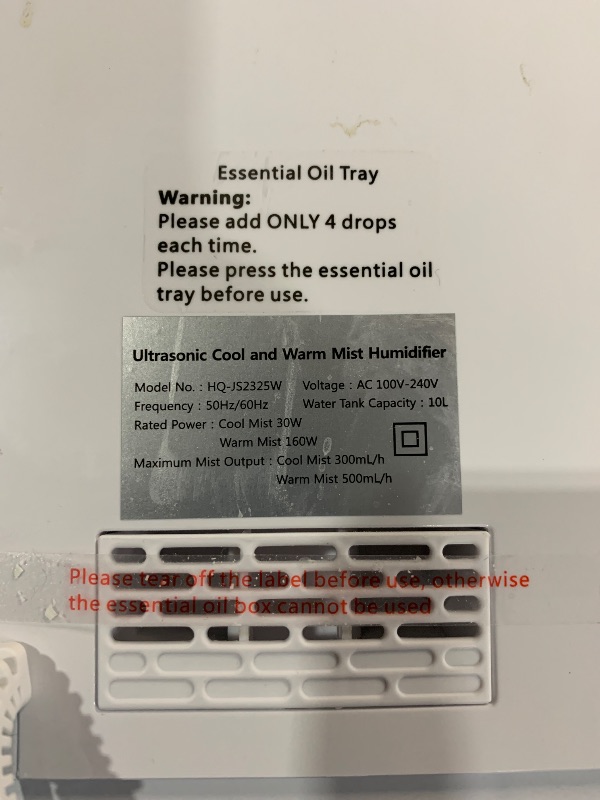 Essential Oil Tray
Warning:
Please add ONLY 4 drops
each time.
Please press the essential oil
tray before use.
Ultrasonic Cool and Warm Mist Humidifier
Model No. : HQ-JS2325W Voltage : AC 100V-240V
Frequency : 50Hz/60Hz Water Tank Capacity : 10L
Rated Power : Cool Mist 30W
Warm Mist 160W
Maximum Mist Output : Cool Mist 300mL/h
Warm Mist 500mL/h
Please tear off the label before use, otherwise
the essential oil box cannot be used